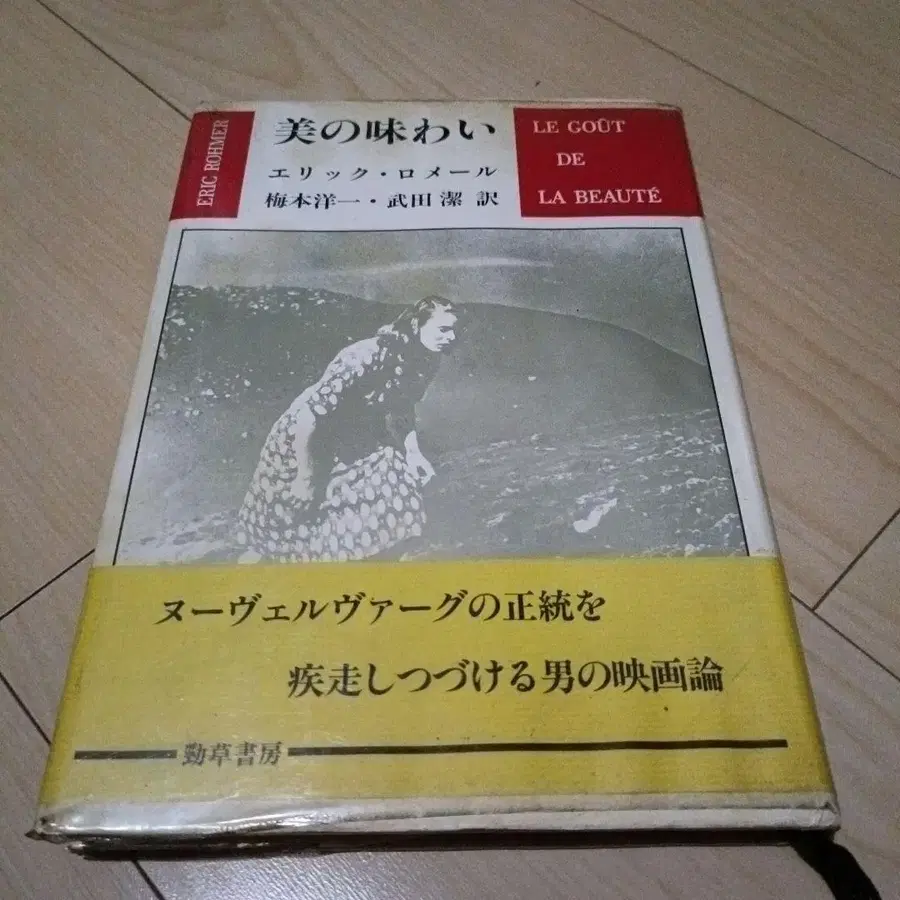 ERIC ROHMER
美の味わい
エリック・ロメール
梅本洋一・武田潔 訳
LE GOÛT
DE
LA BEAUTÉ
ヌーヴェルヴァーグの正統を
疾走しつづける男の映画論
勁草書房